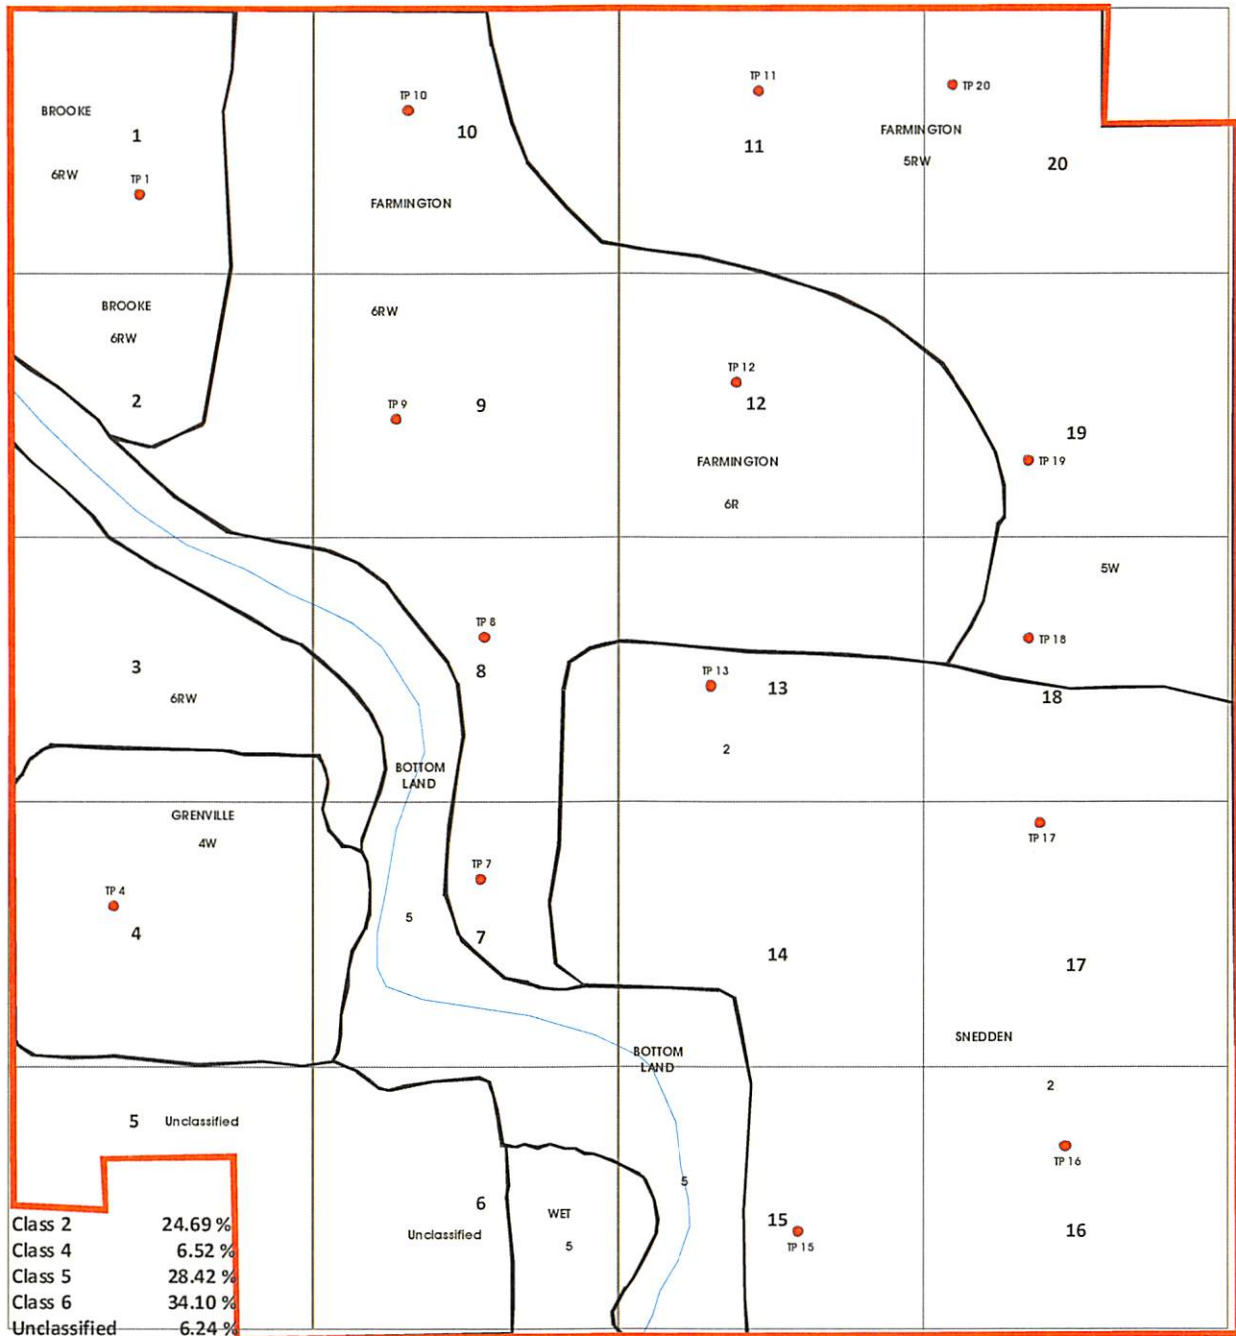 TP 11
TP 20
TP 10
BROOKE
1
10
FARMINGTON
11
5RW
20
6RW
TP 1
FARMINGTON
BROOKE
6RW
6RW
TP 12
2
TP 9
9
12
19
FARMINGTON
TP 19
6R
5W
TP 8
TP 18
3
8
TP 13
13
6RW
18
2
BOTTOM
LAND
GRENVILLE
4W
TP 17
TP 7
TP 4
5
4
7
14
17
SNEDDEN
BOTTOM
LAND
2
5 Unclassified
TP 16
5
6
WET
15
16
Unclassified
5
TP 15
Class 2 24.69 %
Class 4 6.52 %
Class 5 28.42 %
Class 6 34.10 %
Unclassified 6.24 %